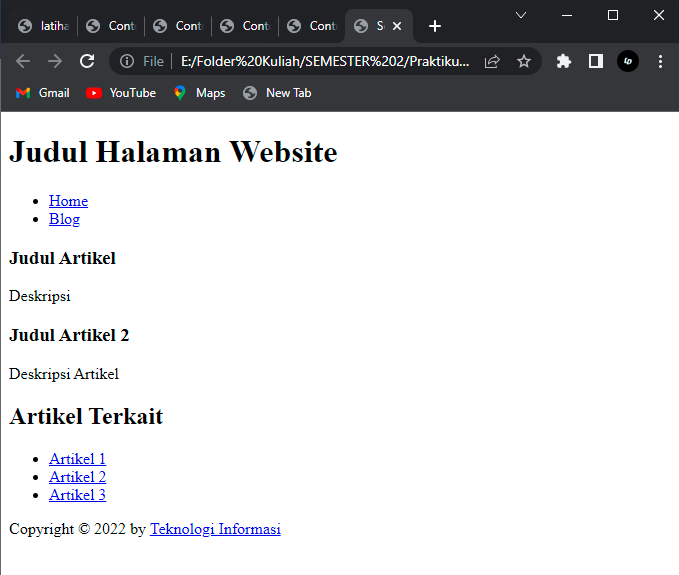 latiha
Cont
Cont
Cont
Cont
S
File | E:/Folder%20Kuliah/SEMESTER%202/Praktiku...
Gmail YouTube Maps New Tab
Judul Halaman Website
Home
Blog
Judul Artikel
Deskripsi
Judul Artikel 2
Deskripsi Artikel
Artikel Terkait
Artikel 1
Artikel 2
Artikel 3
Copyright © 2022 by Teknologi Informasi